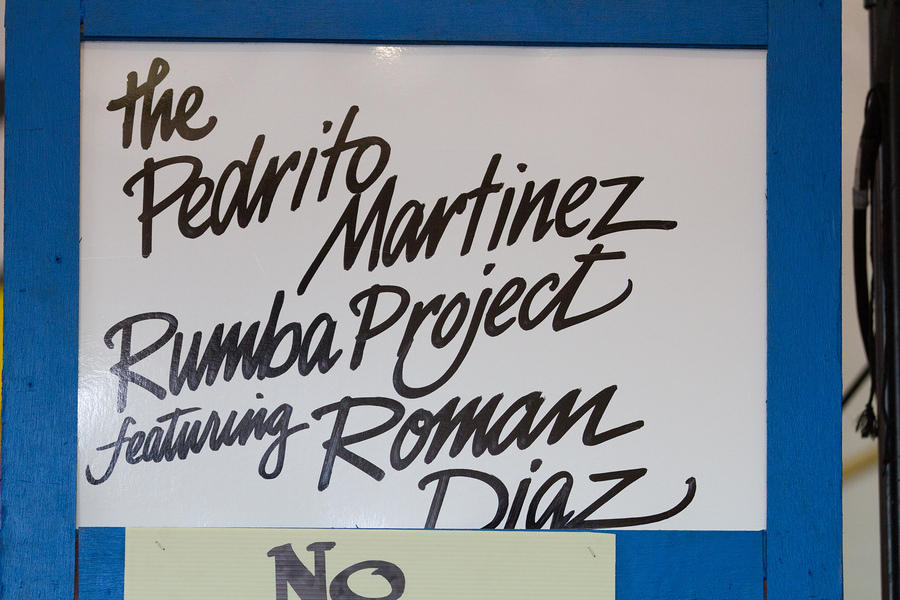 the
Pedrito
Martinez
Rumba Project
featuring Roman
Diaz
No